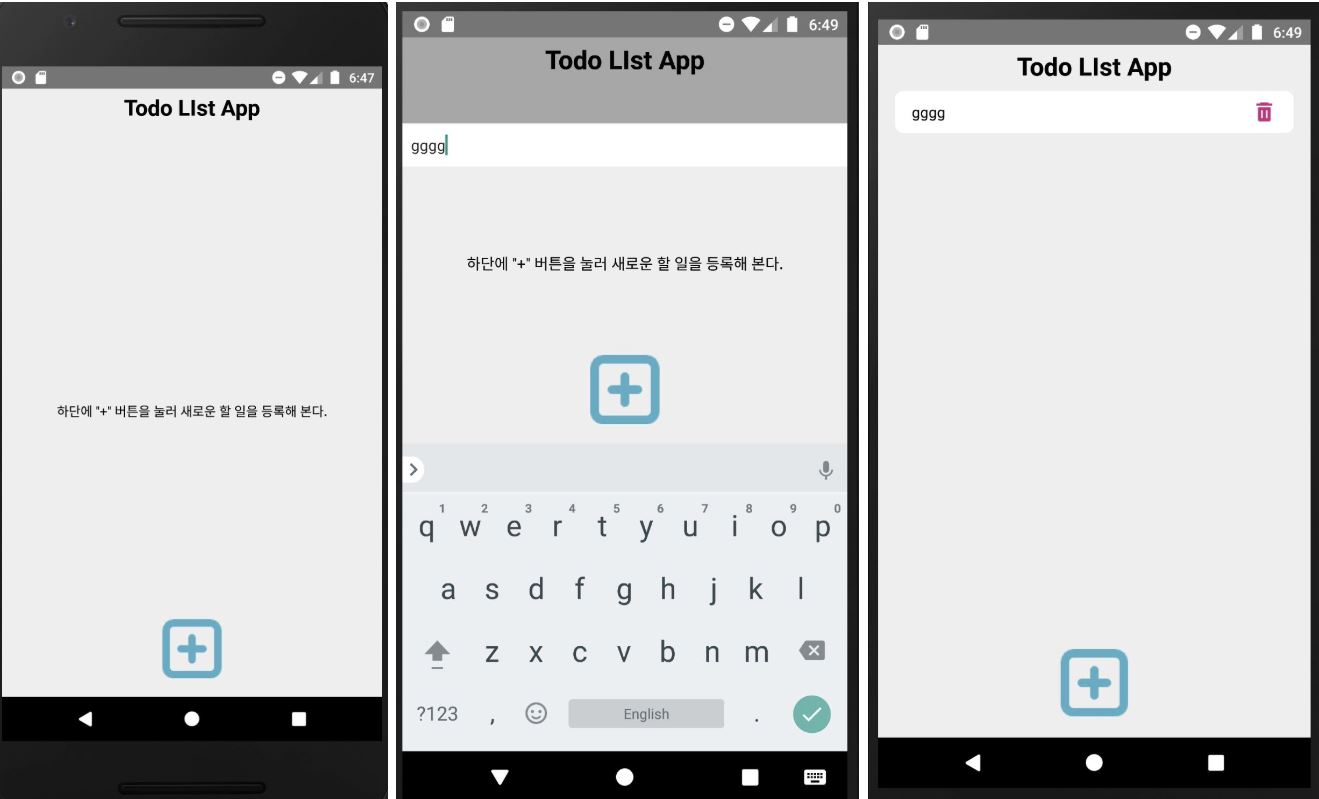 6:47
Todo LIst App
하단에 "+" 버튼을 눌러 새로운 할 일을 등록해 본다.
6:49
Todo LIst App
gggg
하단에 "+" 버튼을 눌러 새로운 할 일을 등록해 본다.
1 2 3 4 5 6 7 8 9 0
q w e r t y u i o p
a s d f g h j k l
z x c v b n m
?123 , English .
6:49
Todo LIst App
gggg